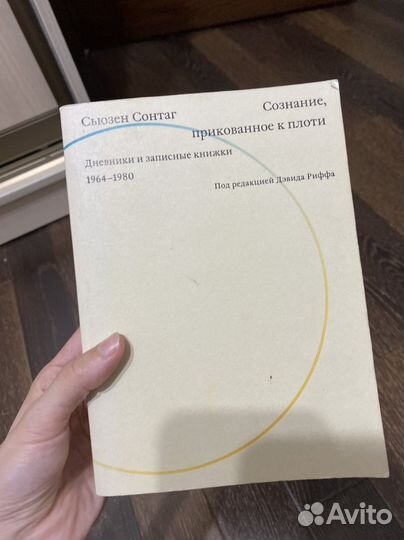 Сьюзен Сонтаг
Сознание,
прикованное к плоти
Дневники и записные книжки
1964–1980
Под редакцией Дэвида Риффа
Avito